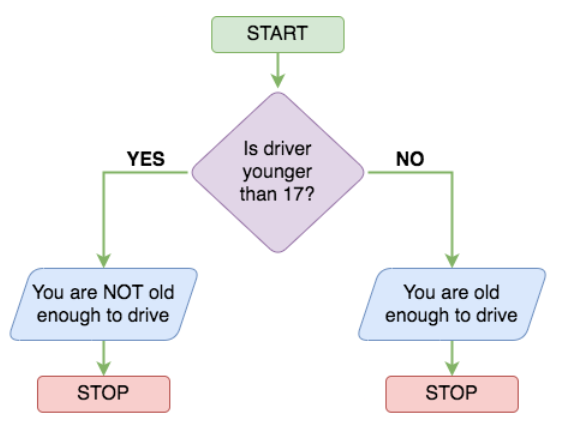 START
Is driver
younger
than 17?
YES
NO
You are NOT old
enough to drive
You are old
enough to drive
STOP
STOP